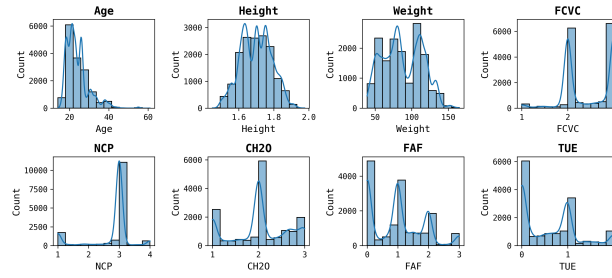 Age Height Weight FCVC
Count 6000 4000 2000 0 20 40 60 Age
Count 3000 2000 1000 0 1.6 1.8 2.0 Height
Count 2000 1000 0 50 100 150 Weight
Count 6000 4000 2000 0 1 2 FCVC
NCP CH2O FAF TUE
Count 10000 7500 5000 2500 0 1 2 3 4 NCP
Count 6000 4000 2000 0 1 2 3 CH2O
Count 4000 2000 0 0 1 2 3 FAF
Count 6000 4000 2000 0 0 1 TUE